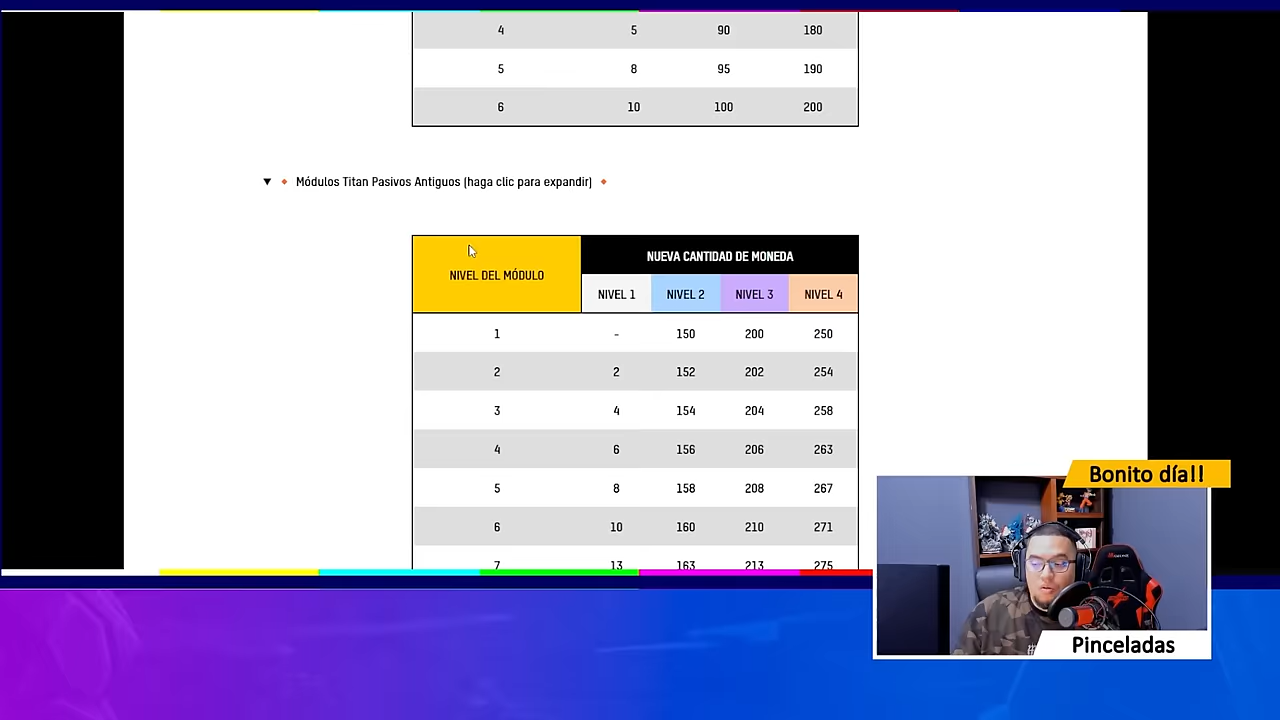 4 5 90 180
5 8 95 190
6 10 100 200
Módulos Titan Pasivos Antiguos (haga clic para expandir)
NIVEL DEL MÓDULO
NUEVA CANTIDAD DE MONEDA
NIVEL 1 NIVEL 2 NIVEL 3 NIVEL 4
1 - 150 200 250
2 2 152 202 254
3 4 154 204 258
4 6 156 206 263
5 8 158 208 267
6 10 160 210 271
7 13 163 213 275
Bonito día!!
Pinceladas